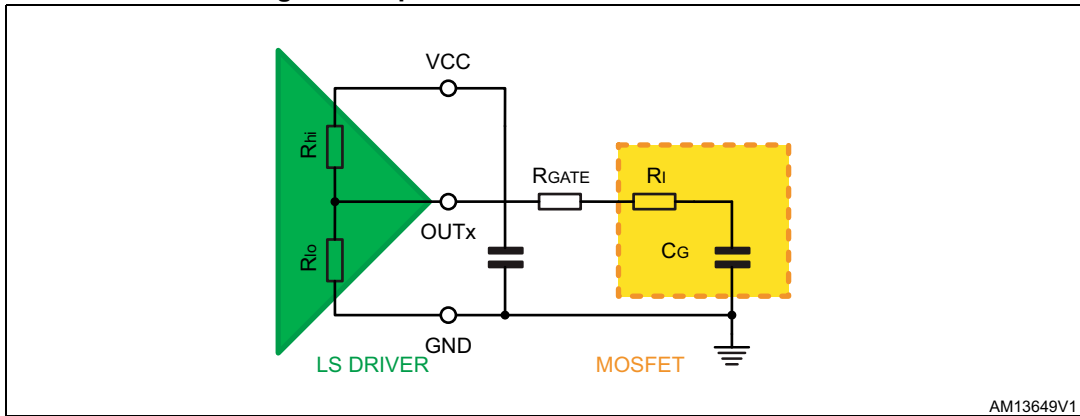 VCC
Rhi
RGATE
RI
OUTx
Rlo
CG
GND
LS DRIVER
MOSFET
AM13649V1